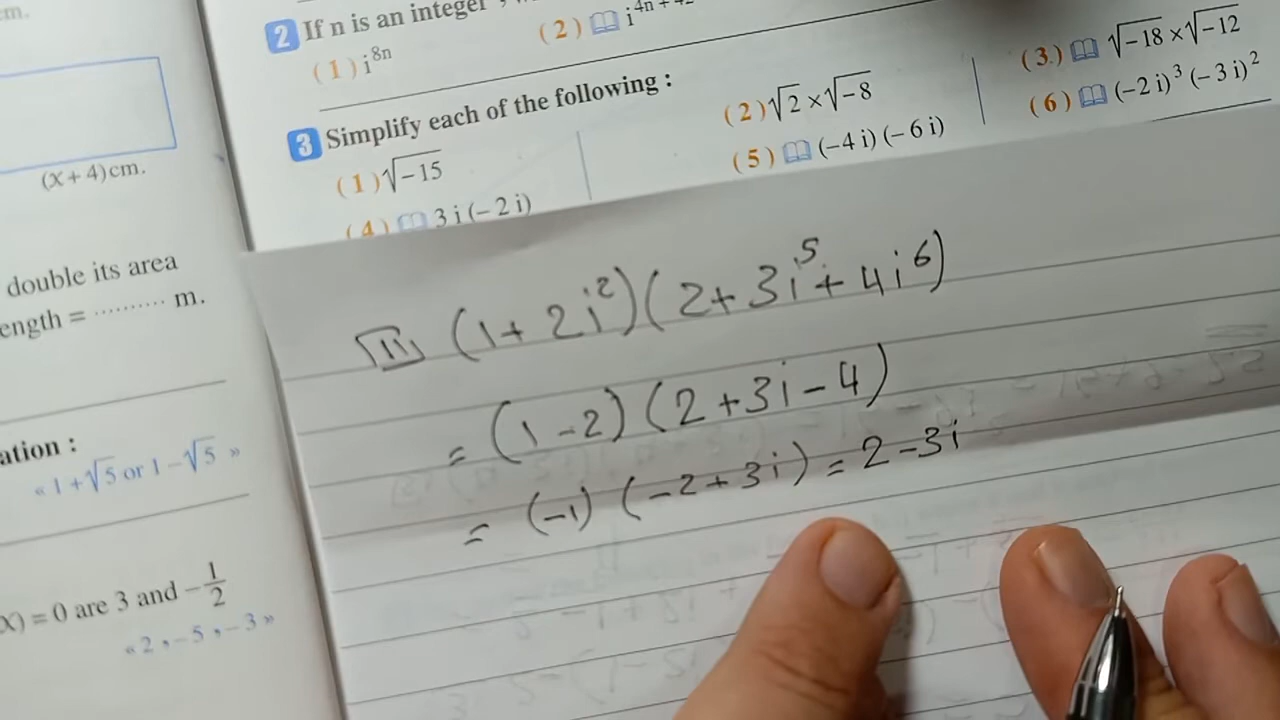 cm.
(x+4)cm.
double its area
ength = .......... m.
ation :
« 1 + √5 or 1 – √5 »
x) = 0 are 3 and – 1/2
« 2 , – 5 , – 3 »
2 If n is an integer
(1) i^8n
(2) i^4n +
3 Simplify each of the following :
(1) √–15
(2) √2 × √–8
(3) √–18 × √–12
(4) 3 i (– 2 i)
(5) (–4 i) (– 6 i)
(6) (–2 i)^3 (– 3 i)^2
(1 + 2i^2)(2 + 3i^5 + 4i^6)
= (1 – 2) (2 + 3i – 4)
= (–1) (–2 + 3i) = 2 – 3i